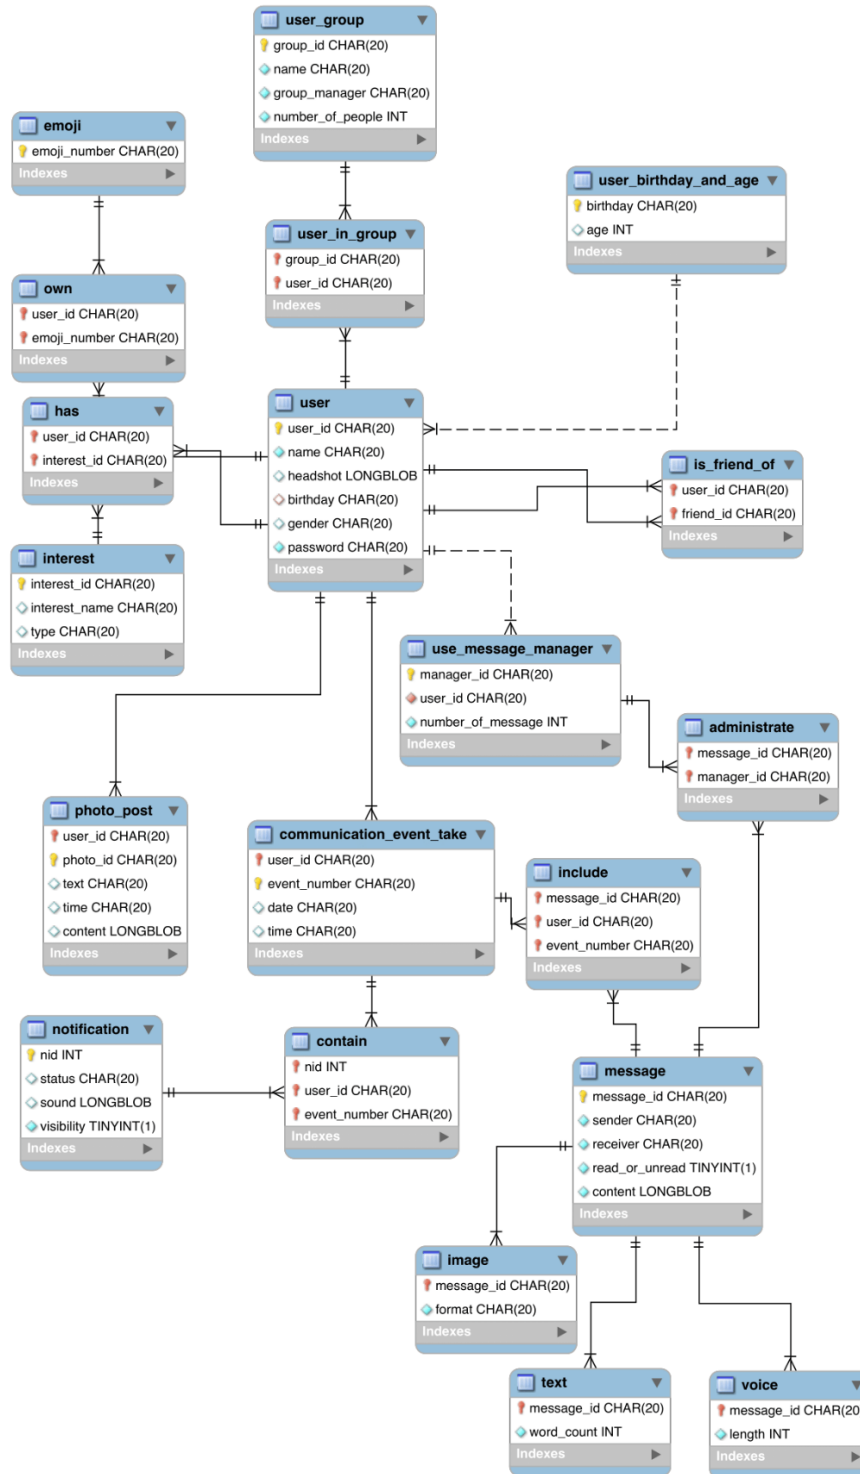 user_group
group_id CHAR(20)
name CHAR(20)
group_manager CHAR(20)
number_of_people INT
Indexes
emoji
emoji_number CHAR(20)
Indexes
user_birthday_and_age
birthday CHAR(20)
age INT
Indexes
user_in_group
group_id CHAR(20)
user_id CHAR(20)
Indexes
own
user_id CHAR(20)
emoji_number CHAR(20)
Indexes
user
user_id CHAR(20)
name CHAR(20)
headshot LONGBLOB
birthday CHAR(20)
gender CHAR(20)
password CHAR(20)
Indexes
has
user_id CHAR(20)
interest_id CHAR(20)
Indexes
is_friend_of
user_id CHAR(20)
friend_id CHAR(20)
Indexes
interest
interest_id CHAR(20)
interest_name CHAR(20)
type CHAR(20)
Indexes
use_message_manager
manager_id CHAR(20)
user_id CHAR(20)
number_of_message INT
Indexes
administrate
message_id CHAR(20)
manager_id CHAR(20)
Indexes
photo_post
user_id CHAR(20)
photo_id CHAR(20)
text CHAR(20)
time CHAR(20)
content LONGBLOB
Indexes
communication_event_take
user_id CHAR(20)
event_number CHAR(20)
date CHAR(20)
time CHAR(20)
Indexes
include
message_id CHAR(20)
user_id CHAR(20)
event_number CHAR(20)
Indexes
notification
nid INT
status CHAR(20)
sound LONGBLOB
visibility TINYINT(1)
Indexes
contain
nid INT
user_id CHAR(20)
event_number CHAR(20)
Indexes
message
message_id CHAR(20)
sender CHAR(20)
receiver CHAR(20)
read_or_unread TINYINT(1)
content LONGBLOB
Indexes
image
message_id CHAR(20)
format CHAR(20)
Indexes
text
message_id CHAR(20)
word_count INT
Indexes
voice
message_id CHAR(20
length INT
Indexes